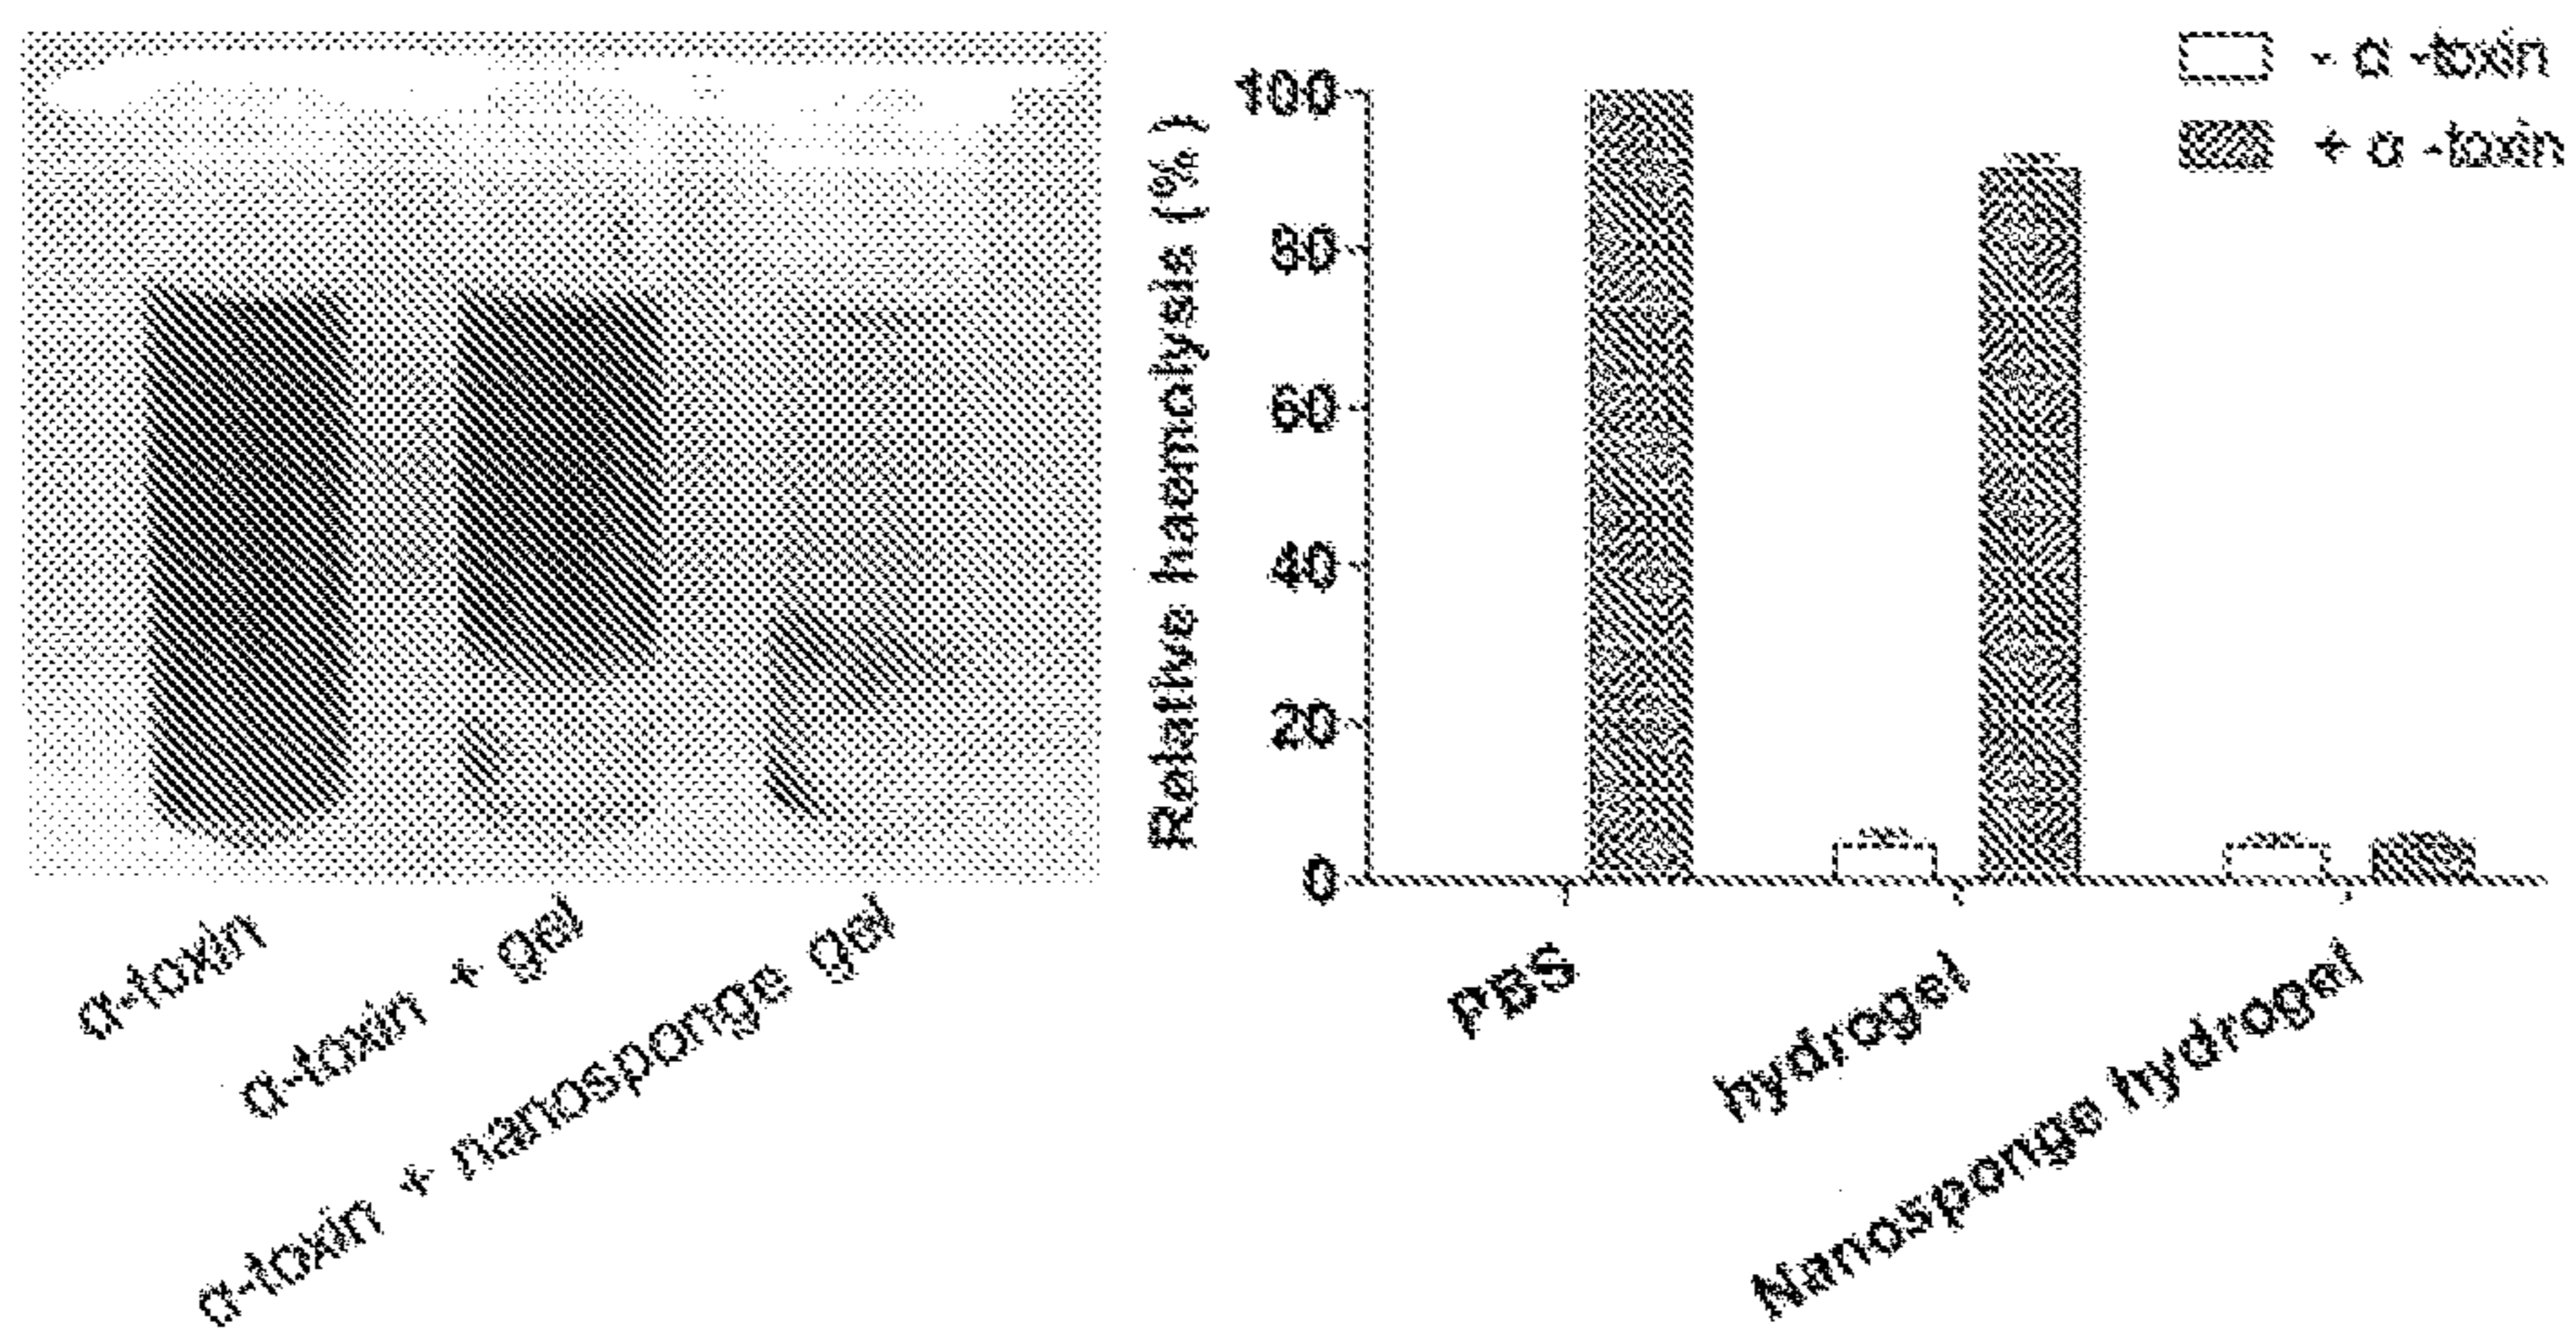 α-toxin
α-toxin + gel
α-toxin + nanosponge gel
Relative haemolysis (%)
100
80
60
40
20
0
PBS
hydrogel
Nanosponge hydrogel
- α -toxin
+ α -toxin